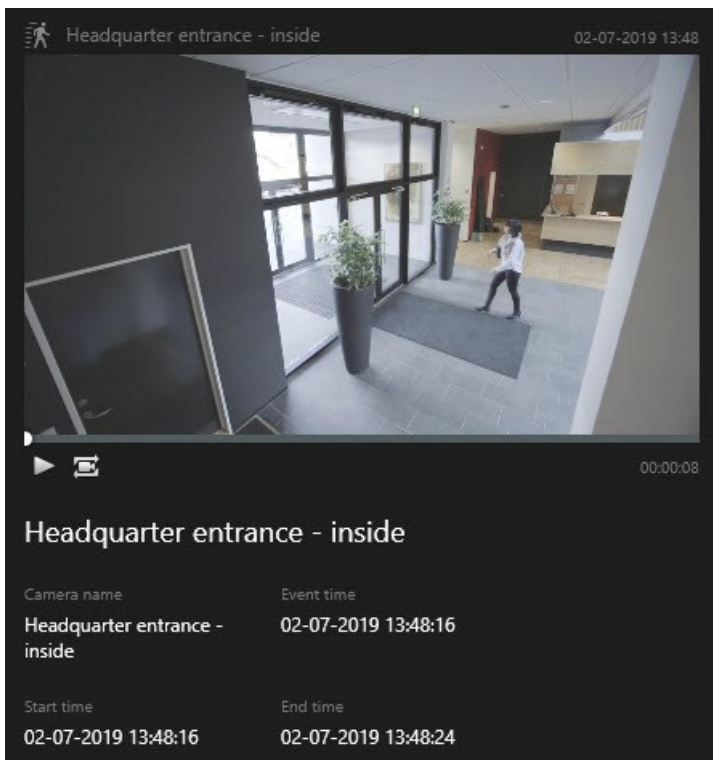 Headquarter entrance - inside 02-07-2019 13:48
00:00:08
Headquarter entrance - inside
Camera name Event time
Headquarter entrance - 02-07-2019 13:48:16
inside
Start time End time
02-07-2019 13:48:16 02-07-2019 13:48:24